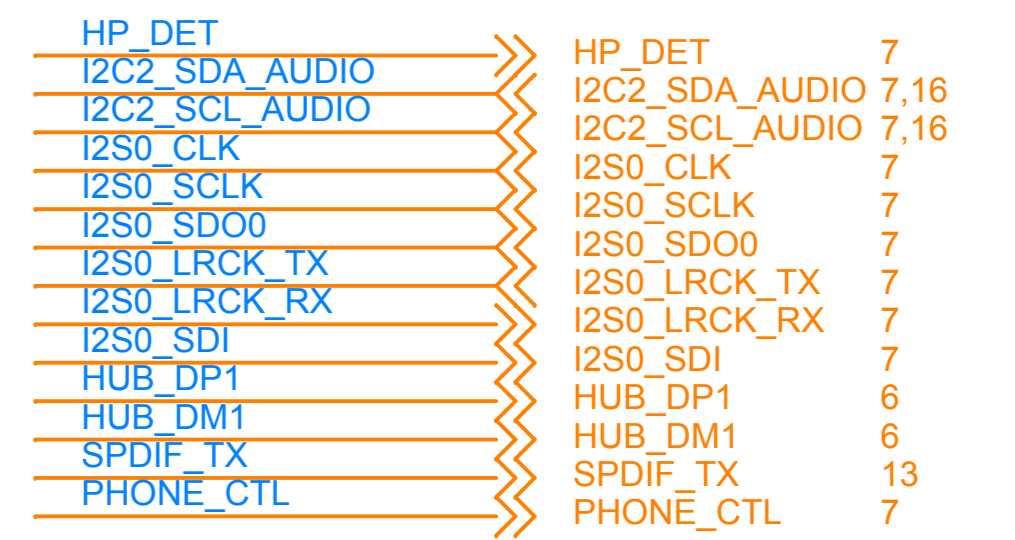 HP_DET HP_DET 7
I2C2_SDA_AUDIO I2C2_SDA_AUDIO 7,16
I2C2_SCL_AUDIO I2C2_SCL_AUDIO 7,16
I2S0_CLK I2S0_CLK 7
I2S0_SCLK I2S0_SCLK 7
I2S0_SDO0 I2S0_SDO0 7
I2S0_LRCK_TX I2S0_LRCK_TX 7
I2S0_LRCK_RX I2S0_LRCK_RX 7
I2S0_SDI I2S0_SDI 7
HUB_DP1 HUB_DP1 6
HUB_DM1 HUB_DM1 6
SPDIF_TX SPDIF_TX 13
PHONE_CTL PHONE_CTL 7